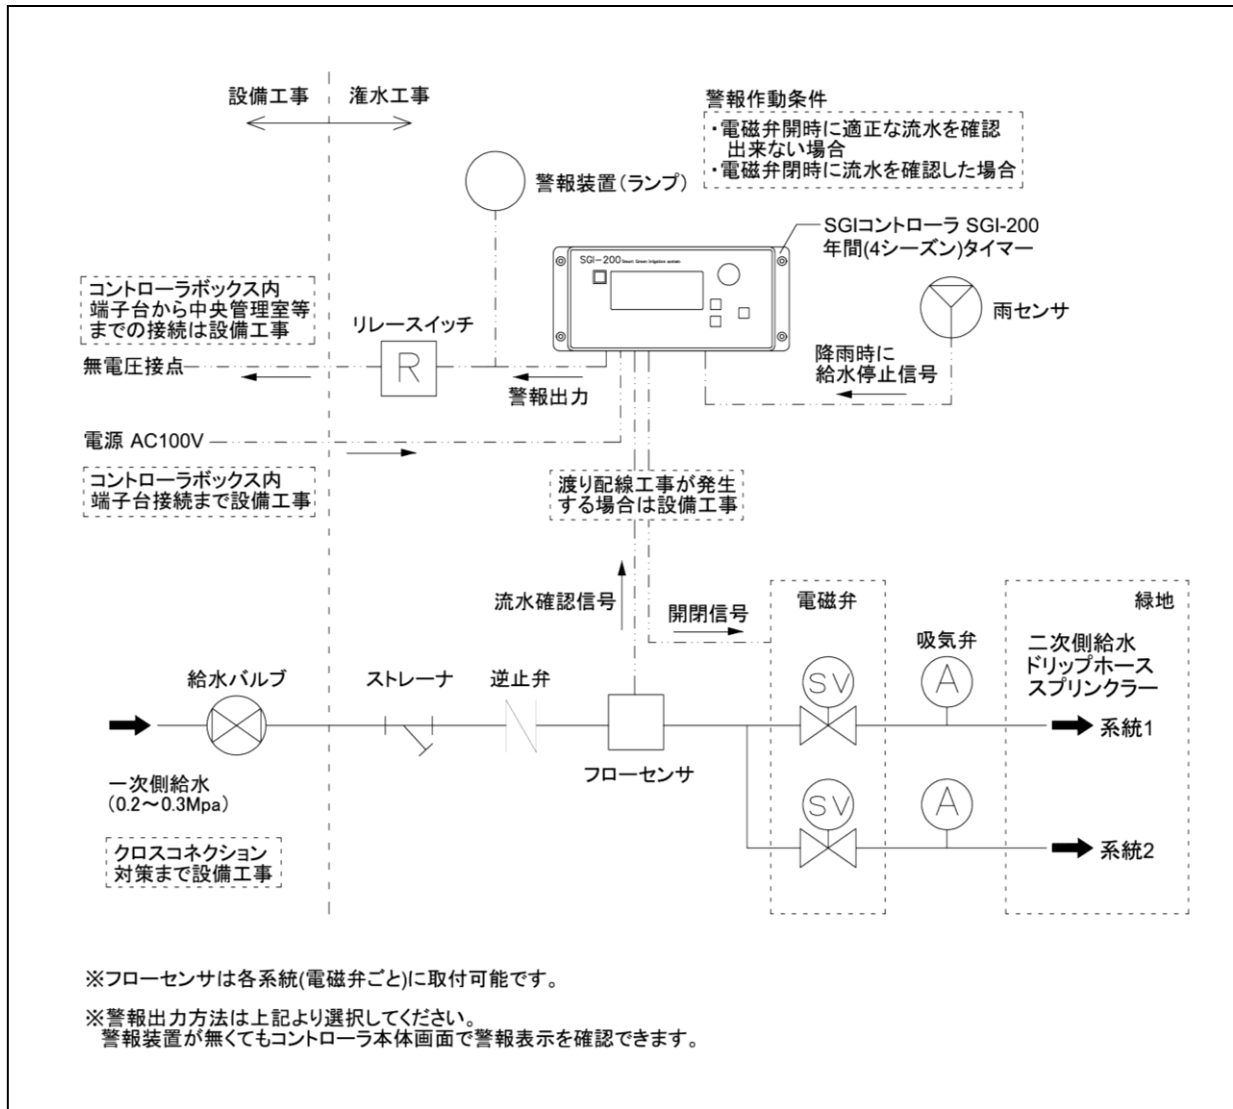 設備工事
潅水工事
警報作動条件
・電磁弁開時に適正な流水を確認
出来ない場合
・電磁弁閉時に流水を確認した場合
警報装置(ランプ)
SGIコントローラ SGI-200
年間(4シーズン)タイマー
SGI-200 Smart Green Irrigation system
雨センサ
コントローラボックス内
端子台から中央管理室等
までの接続は設備工事
リレースイッチ
R
無電圧接点
警報出力
降雨時に
給水停止信号
電源 AC100V
コントローラボックス内
端子台接続まで設備工事
渡り配線工事が発生
する場合は設備工事
流水確認信号
開閉信号
電磁弁
緑地
吸気弁
二次側給水
ドリップホース
スプリンクラー
給水バルブ
ストレーナ
逆止弁
SV
A
系統1
フローセンサ
一次側給水
(0.2～0.3Mpa)
SV
A
系統2
クロスコネクション
対策まで設備工事
※フローセンサは各系統(電磁弁ごと)に取付可能です。
※警報出力方法は上記より選択してください。
警報装置が無くてもコントローラ本体画面で警報表示を確認できます。